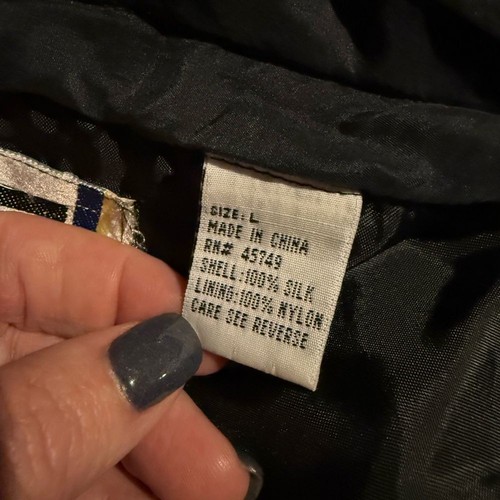 SIZE: L
MADE IN CHINA
RN# 45749
SHELL:100% SILK
LINING:100% NYLON
CARE SEE REVERSE